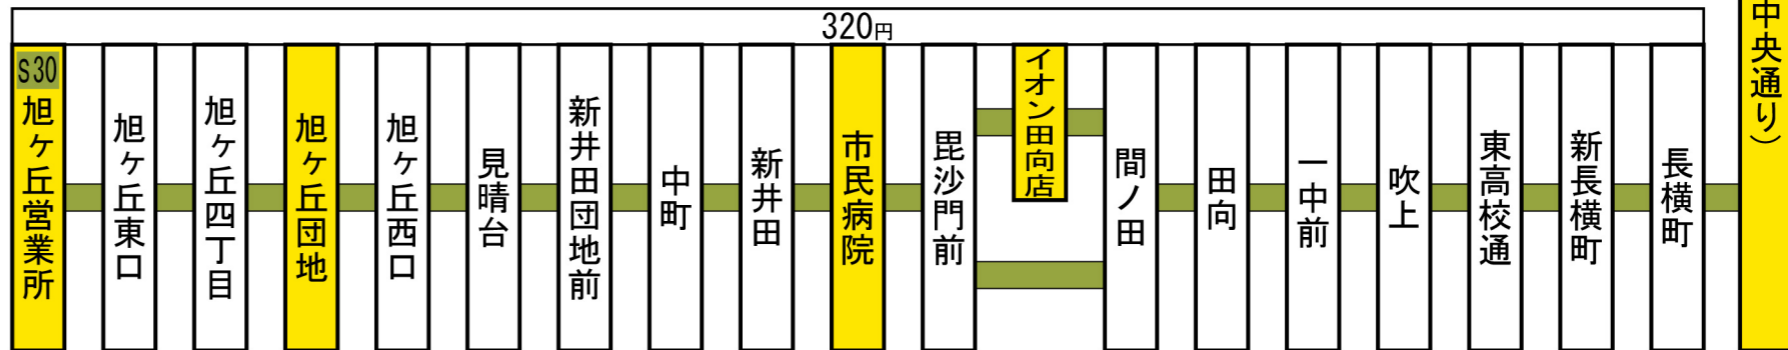 320円
S30
旭ヶ丘営業所
旭ヶ丘東口
旭ヶ丘四丁目
旭ヶ丘団地
旭ヶ丘西口
見晴台
新井田団地前
中町
新井田
市民病院
毘沙門前
イオン田向店
間ノ田
田向
一中前
吹上
東高校通
新長横町
長横町
中央通り）